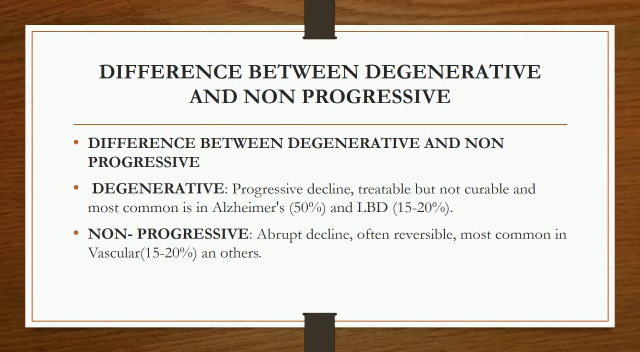 DIFFERENCE BETWEEN DEGENERATIVE
AND NON PROGRESSIVE
• DIFFERENCE BETWEEN DEGENERATIVE AND NON
PROGRESSIVE
• DEGENERATIVE: Progressive decline, treatable but not curable and
most common is in Alzheimer's (50%) and LBD (15-20%).
• NON- PROGRESSIVE: Abrupt decline, often reversible, most common in
Vascular(15-20%) an others.